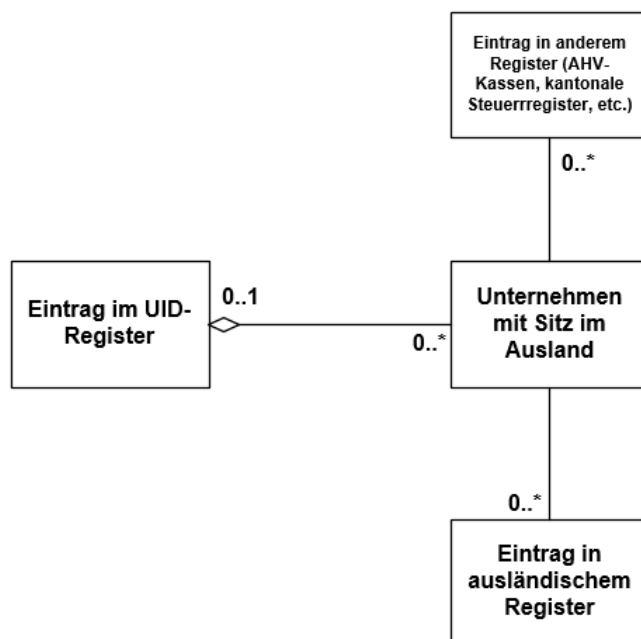 Eintrag in anderem
Register (AHV-
Kassen, kantonale
Steuerrregister, etc.)
0..*
Eintrag im UID-
Register
0..1
0..*
Unternehmen
mit Sitz im
Ausland
0..*
Eintrag in
ausländischem
Register